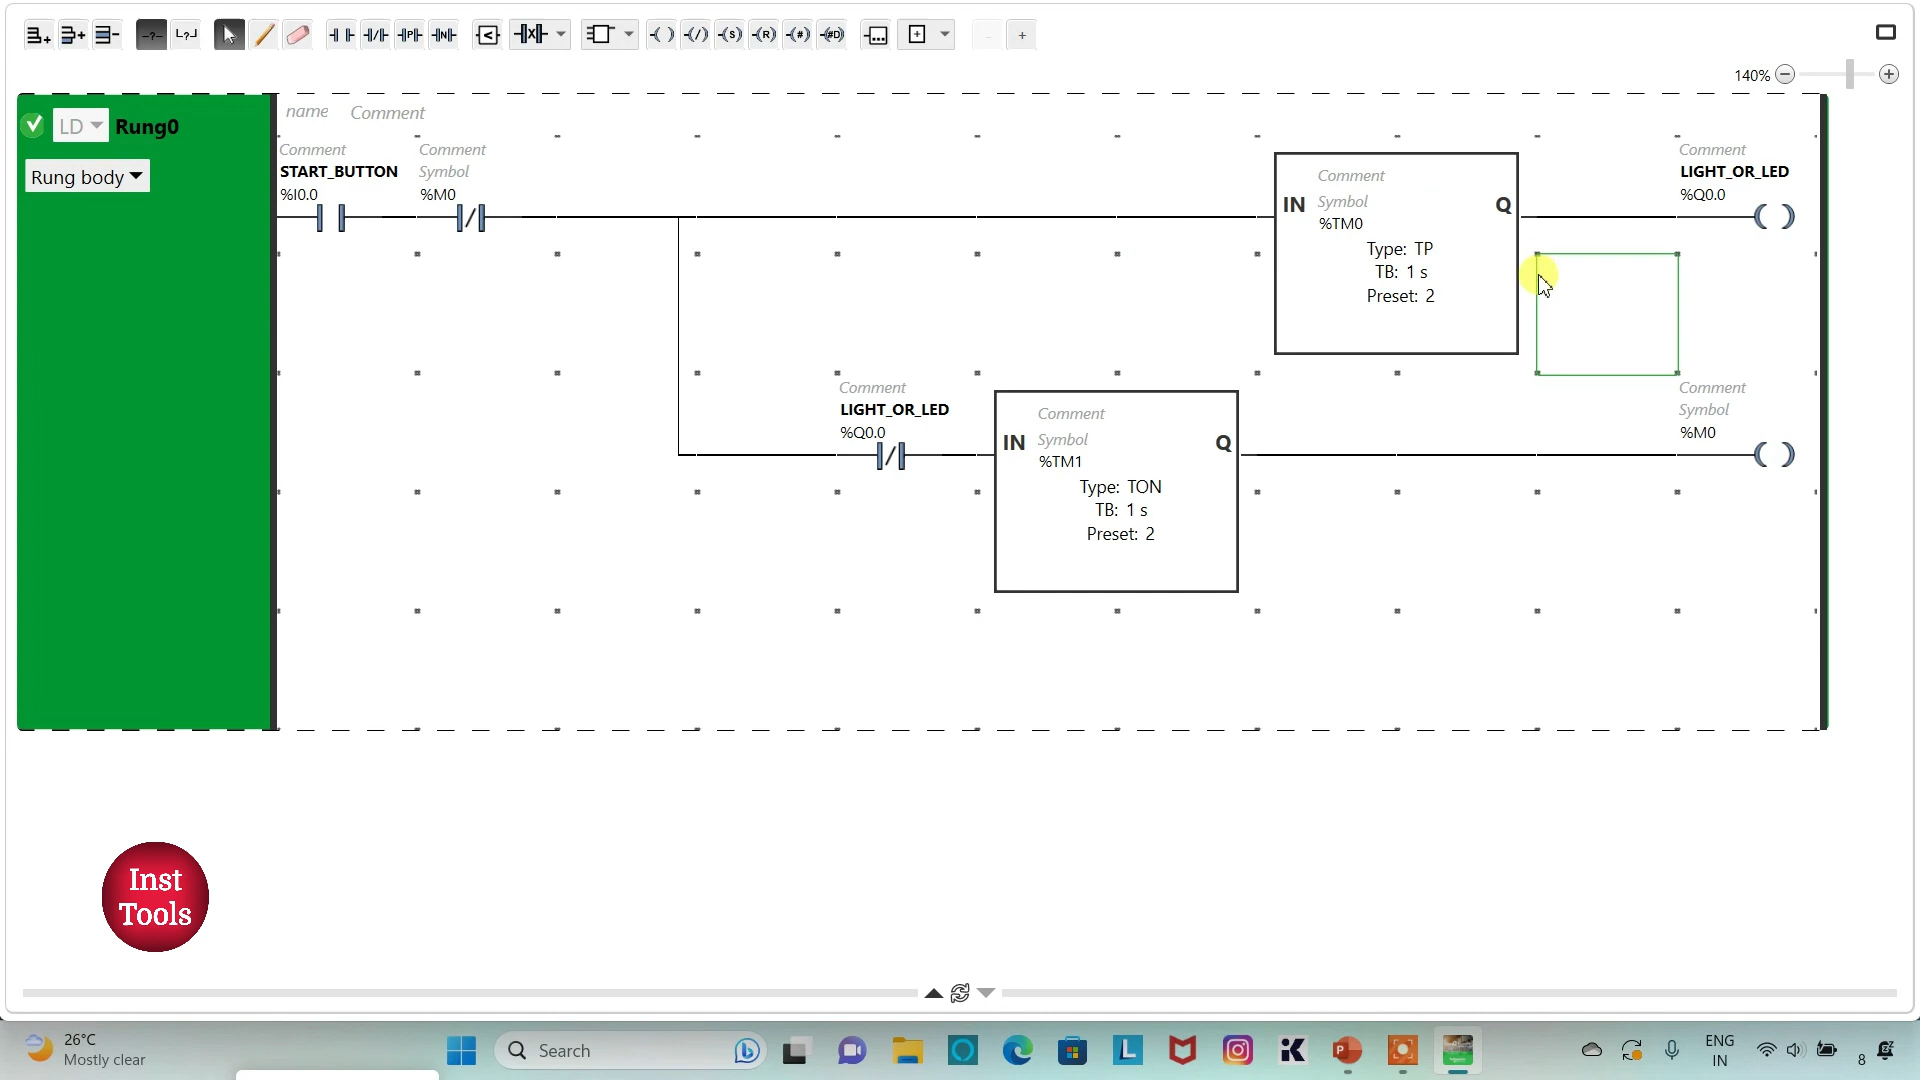 140%
LD Rung0
name Comment
Rung body
Comment
START_BUTTON
%I0.0
Comment
Symbol
%M0
Comment
IN Symbol Q
%TM0
Type: TP
TB: 1 s
Preset: 2
Comment
LIGHT_OR_LED
%Q0.0
Comment
LIGHT_OR_LED
%Q0.0
Comment
IN Symbol Q
%TM1
Type: TON
TB: 1 s
Preset: 2
Comment
Symbol
%M0
Inst
Tools
26°C
Mostly clear
Search
ENG
IN
8